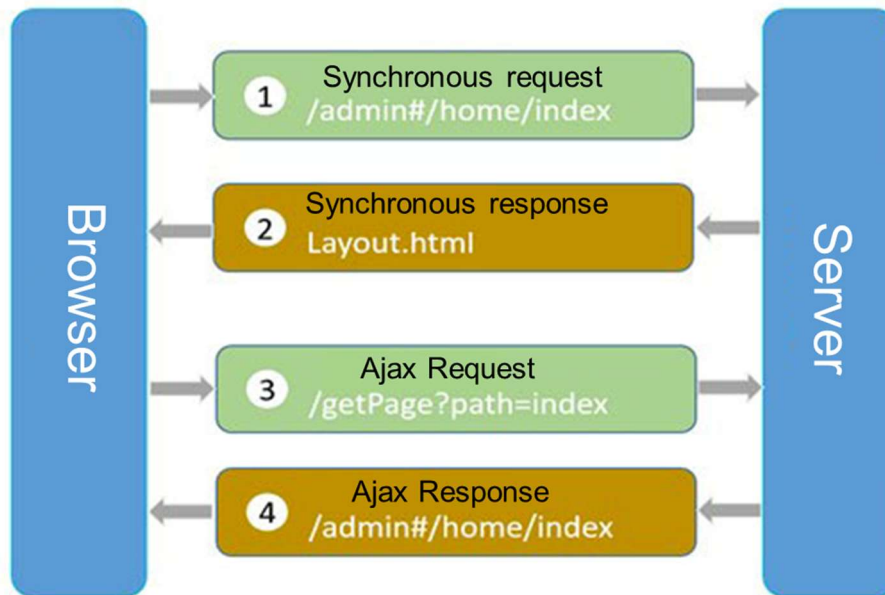 Browser
1
Synchronous request
/admin#/home/index
2
Synchronous response
Layout.html
3
Ajax Request
/getPage?path=index
4
Ajax Response
/admin#/home/index
Server